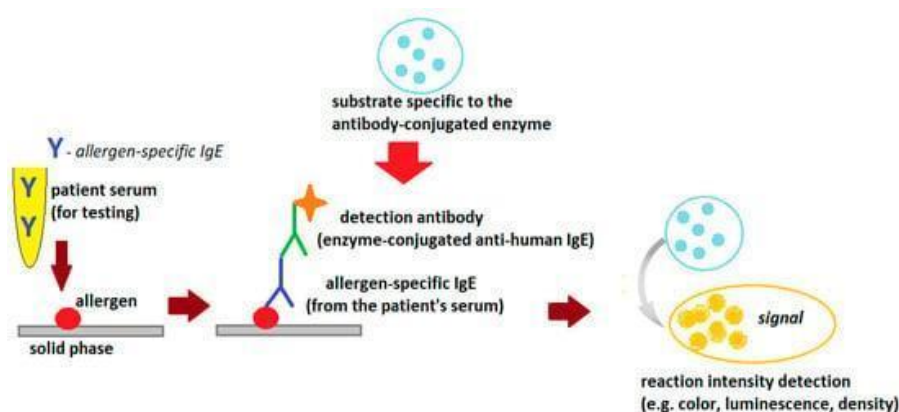 substrate specific to the
antibody-conjugated enzyme
Y - allergen-specific IgE
Y
Y
patient serum
(for testing)
detection antibody
(enzyme-conjugated anti-human IgE)
allergen
allergen-specific IgE
(from the patient's serum)
solid phase
signal
reaction intensity detection
(e.g. color, luminescence, density)